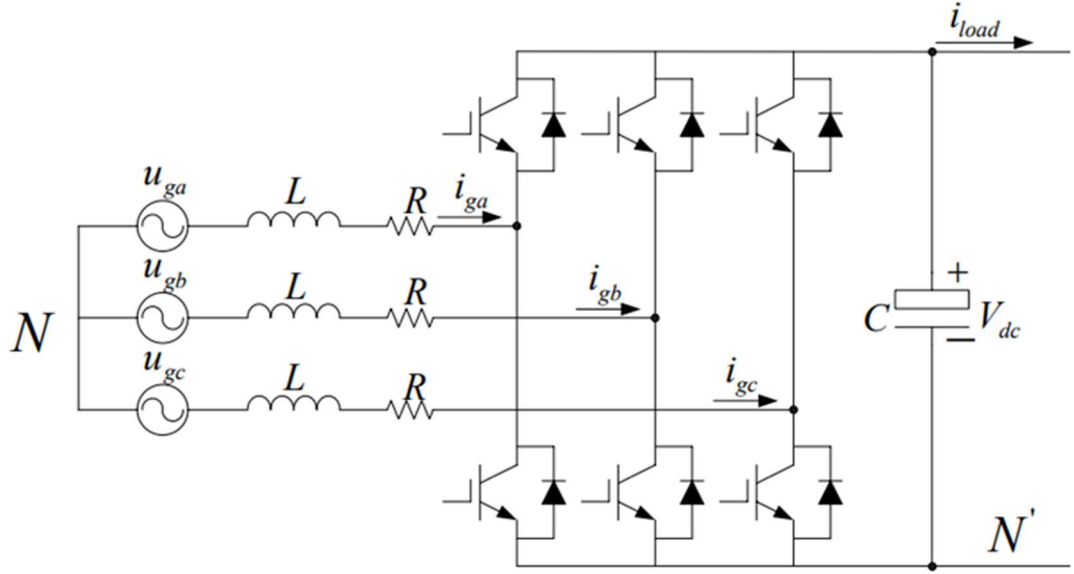 i_load
u_ga
L
R
i_ga
u_gb
L
R
i_gb
N
+
C
V_dc
−
u_gc
L
R
i_gc
N'